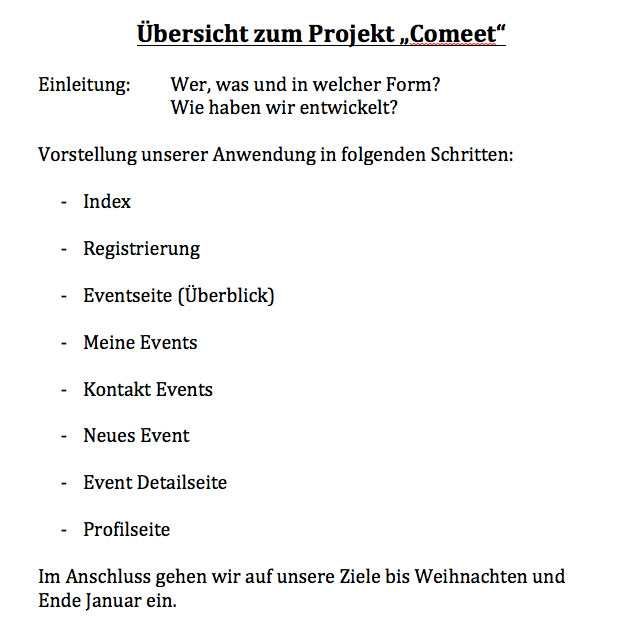 Übersicht zum Projekt „Comeet“
Einleitung: Wer, was und in welcher Form?
Wie haben wir entwickelt?
Vorstellung unserer Anwendung in folgenden Schritten:
- Index
- Registrierung
- Eventseite (Überblick)
- Meine Events
- Kontakt Events
- Neues Event
- Event Detailseite
- Profilseite
Im Anschluss gehen wir auf unsere Ziele bis Weihnachten und
Ende Januar ein.